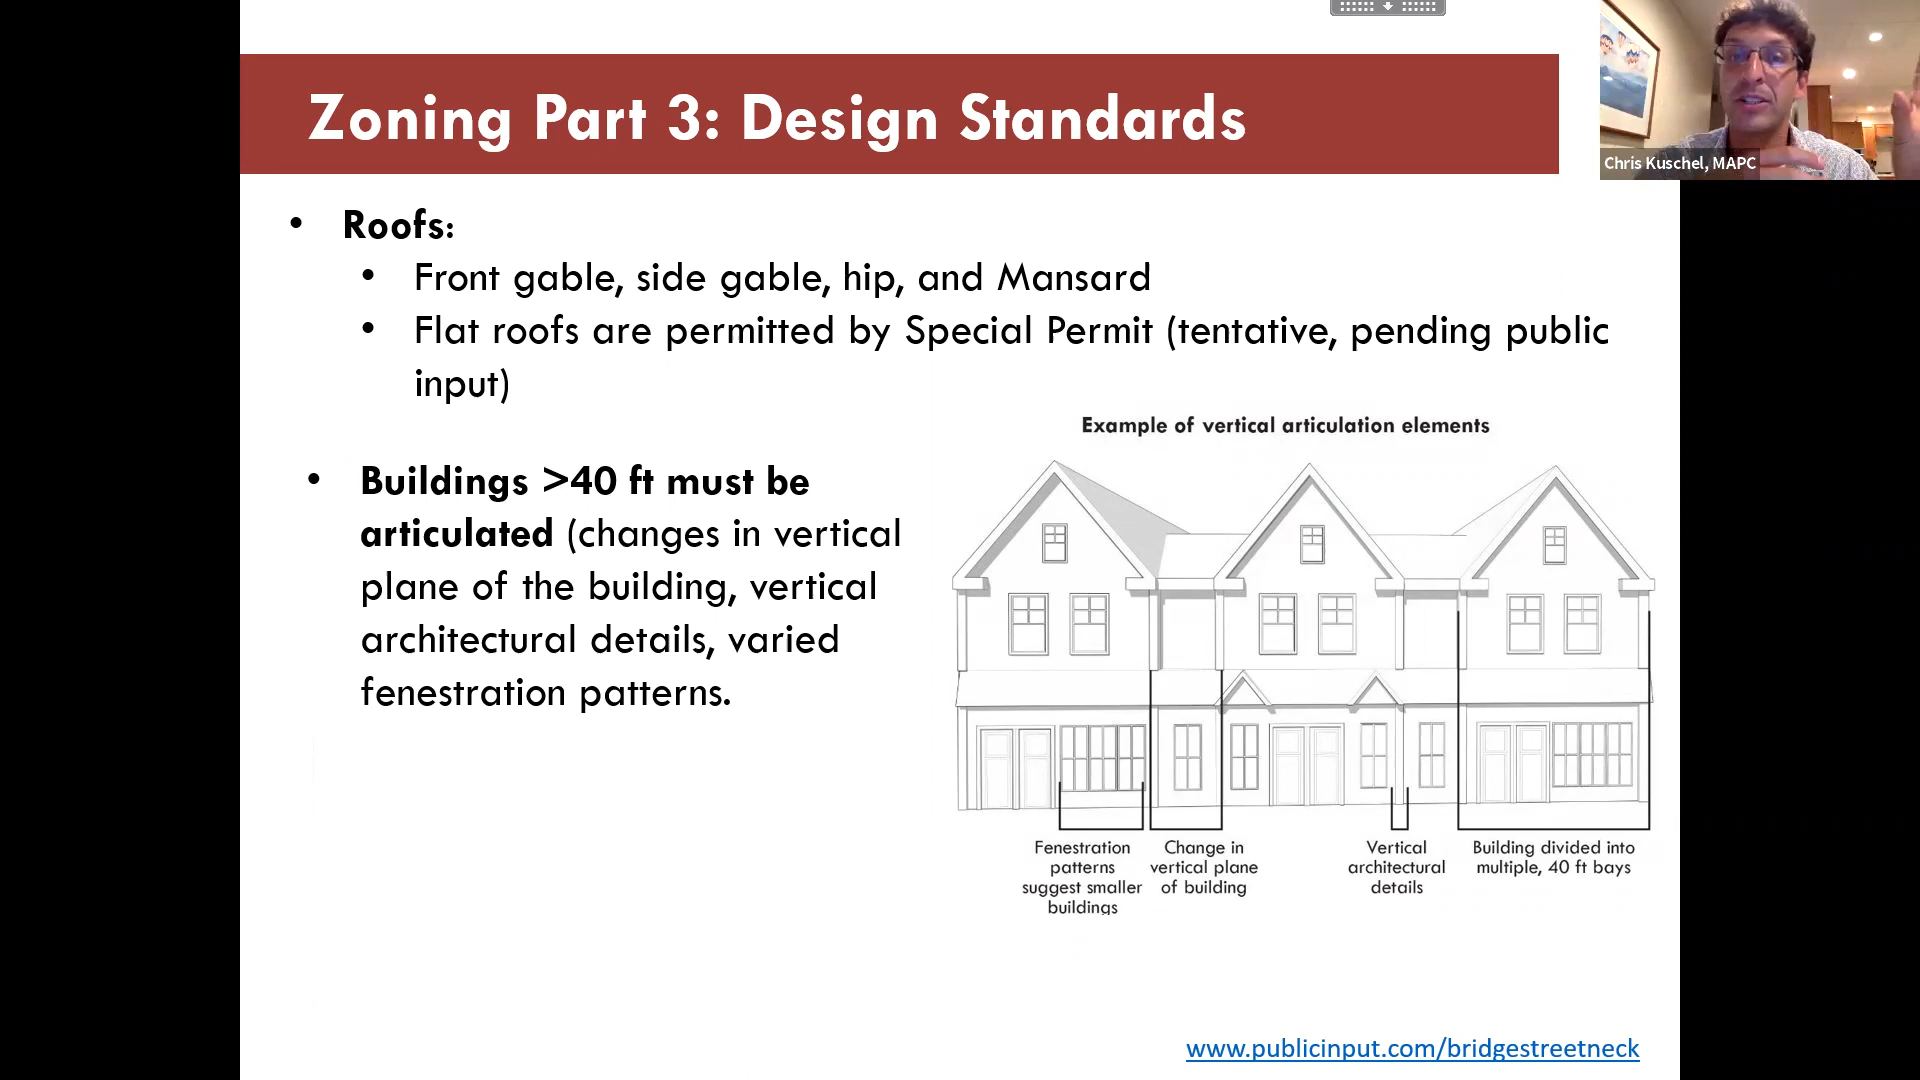 Zoning Part 3: Design Standards
Chris Kuschel, MAPC
• Roofs:
• Front gable, side gable, hip, and Mansard
• Flat roofs are permitted by Special Permit (tentative, pending public
input)
• Buildings >40 ft must be
articulated (changes in vertical
plane of the building, vertical
architectural details, varied
fenestration patterns.
Example of vertical articulation elements
Fenestration
patterns
suggest smaller
buildings
Change in
vertical plane
of building
Vertical
architectural
details
Building divided into
multiple, 40 ft bays
www.publicinput.com/bridgestreetneck